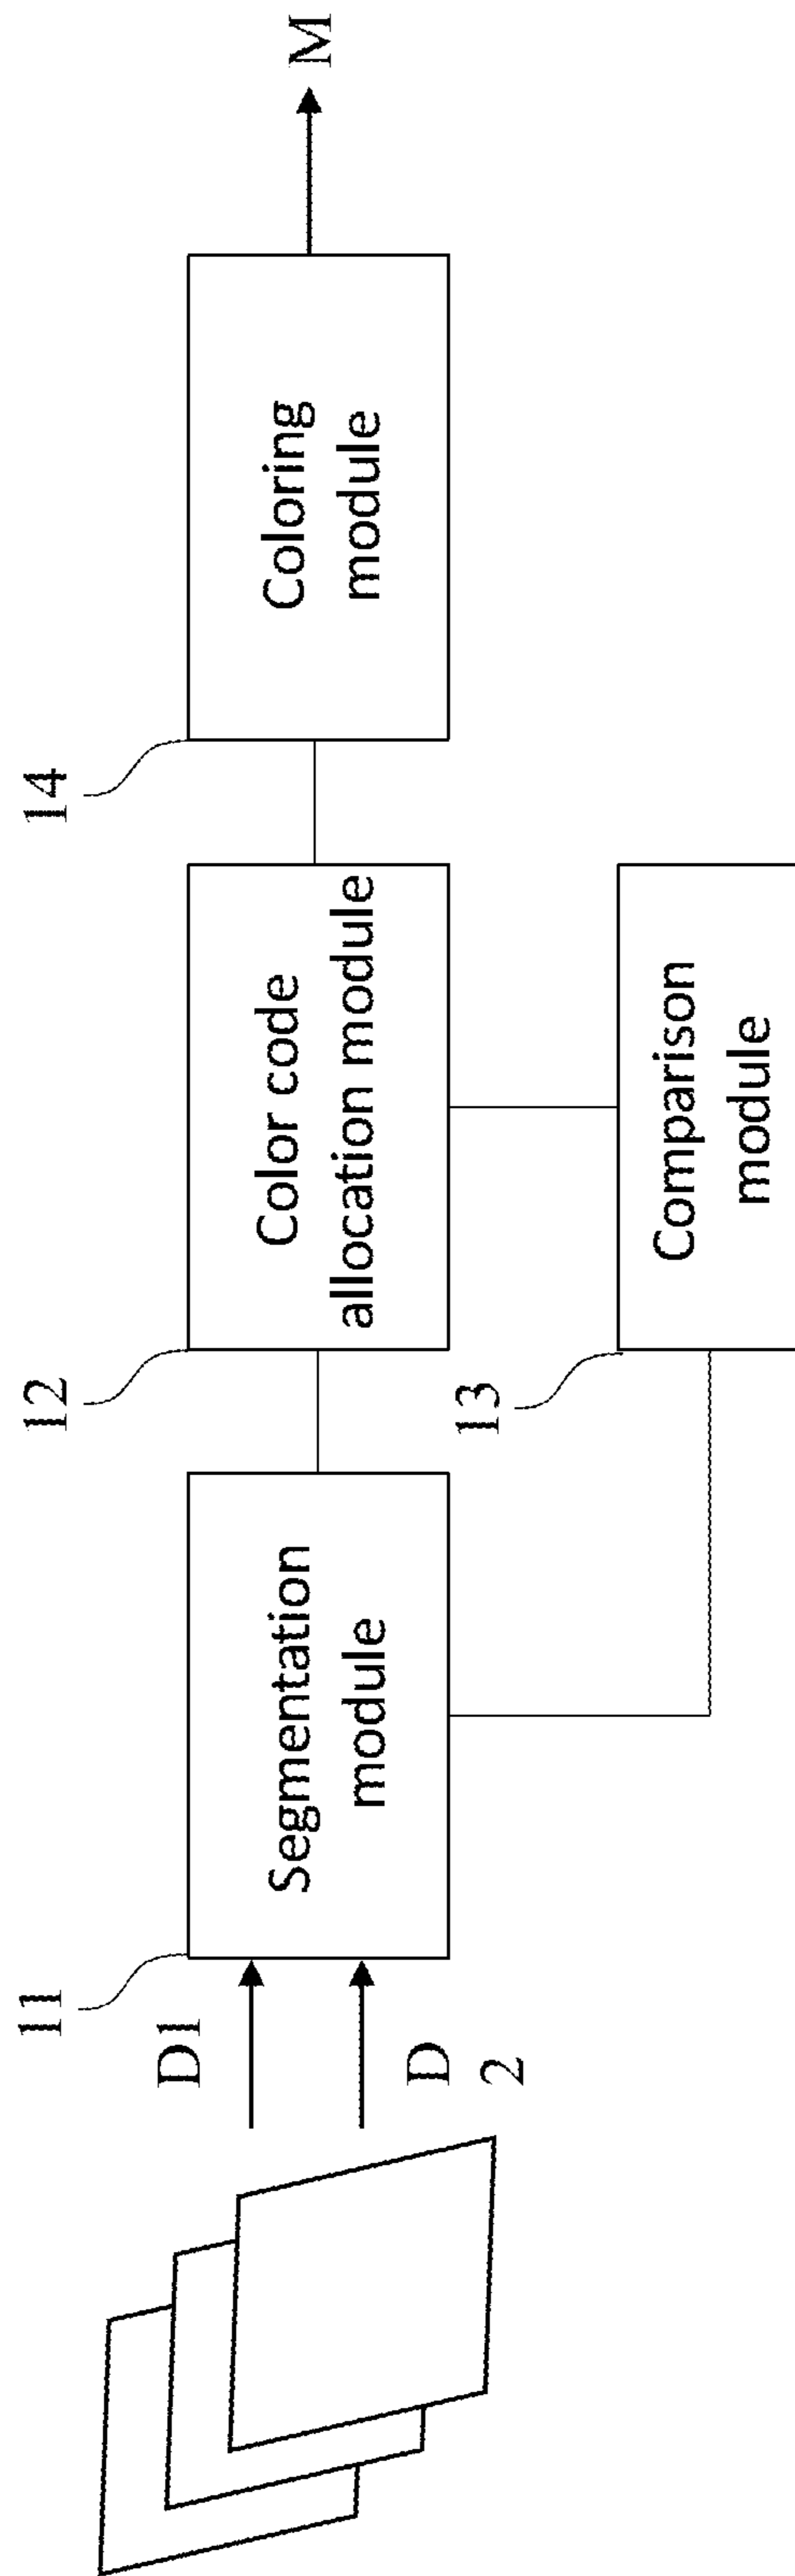 11
D1
D
2
Segmentation
module
12
Color code
allocation module
13
Comparison
module
14
Coloring
module
M